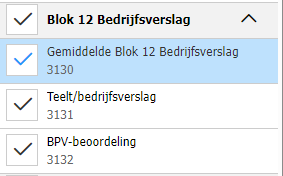 Blok 12 Bedrijfsverslag
Gemiddelde Blok 12 Bedrijfsverslag
3130
Teelt/bedrijfsverslag
3131
BPV-beoordeling
3132